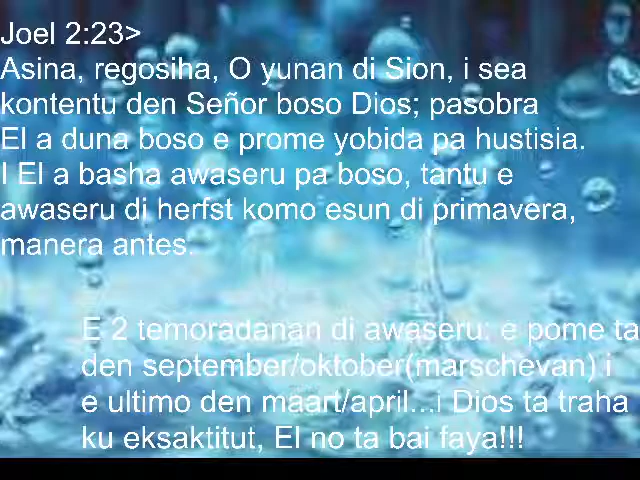 Joel 2:23>
Asina, regosiha, O yunan di Sion, i sea
kontentu den Señor boso Dios; pasobra
El a duna boso e prome yobida pa hustisia.
I El a basha awaseru pa boso, tantu e
awaseru di herfst komo esun di primavera,
manera antes.
E 2 temoradanan di awaseru: e pome ta
den september/oktober(marschevan) i
e ultimo den maart/april...i Dios ta traha
ku eksaktitut, El no ta bai faya!!!